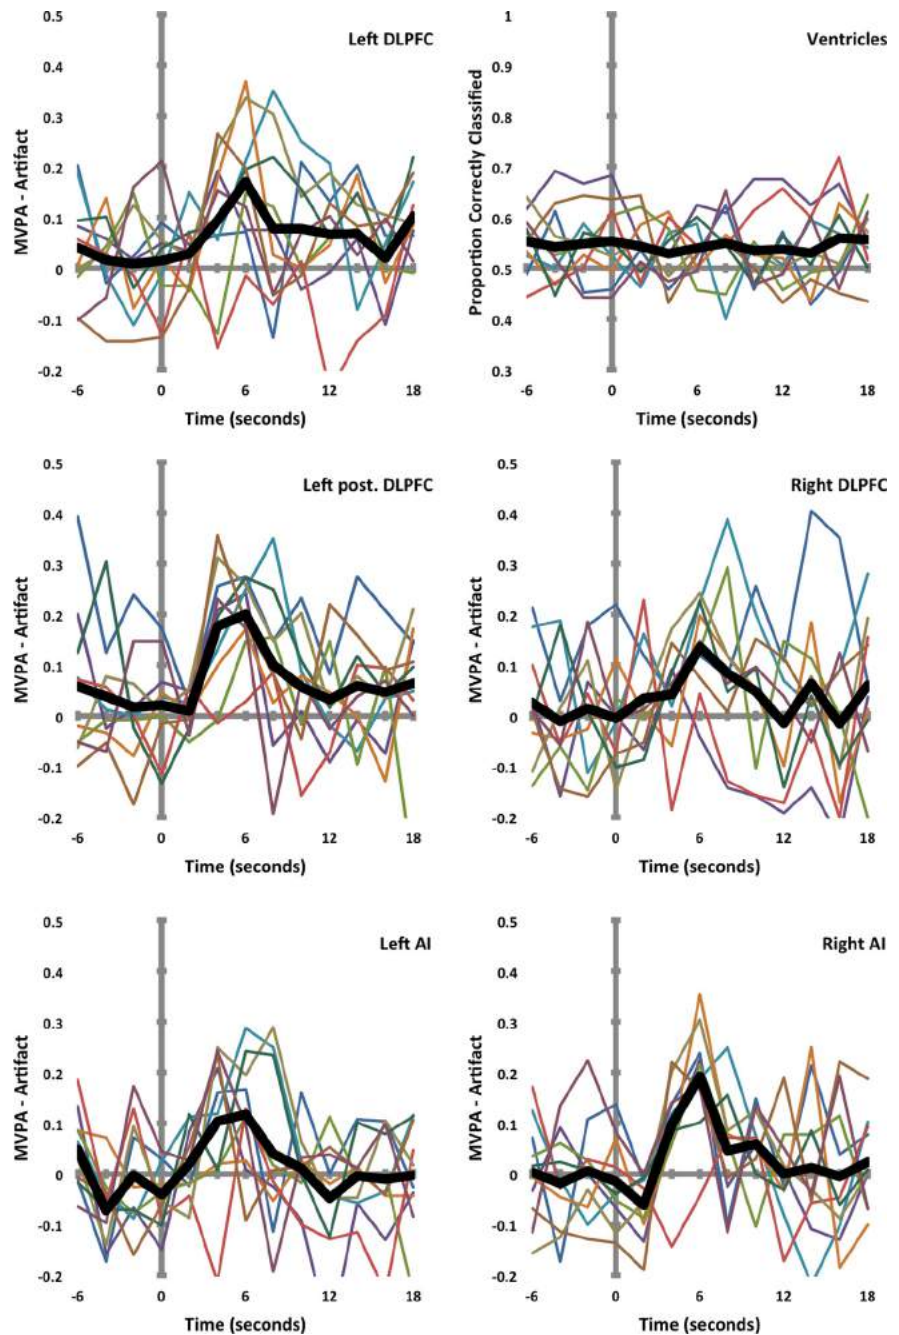 Left DLPFC
0.5
0.4
0.3
0.2
0.1
0
-0.1
-0.2
MVPA - Artifact
-6 0 6 12 18
Time (seconds)
Ventricles
1
0.9
0.8
0.7
0.6
0.5
0.4
0.3
Proportion Correctly Classified
-6 0 6 12 18
Time (seconds)
Left post. DLPFC
0.5
0.4
0.3
0.2
0.1
0
-0.1
-0.2
MVPA - Artifact
-6 0 6 12 18
Time (seconds)
Right DLPFC
0.5
0.4
0.3
0.2
0.1
0
-0.1
-0.2
MVPA - Artifact
-6 0 6 12 18
Time (seconds)
Left AI
0.5
0.4
0.3
0.2
0.1
0
-0.1
-0.2
MVPA - Artifact
-6 0 6 12 18
Time (seconds)
Right AI
0.5
0.4
0.3
0.2
0.1
0
-0.1
-0.2
MVPA - Artifact
-6 0 6 12 18
Time (seconds)